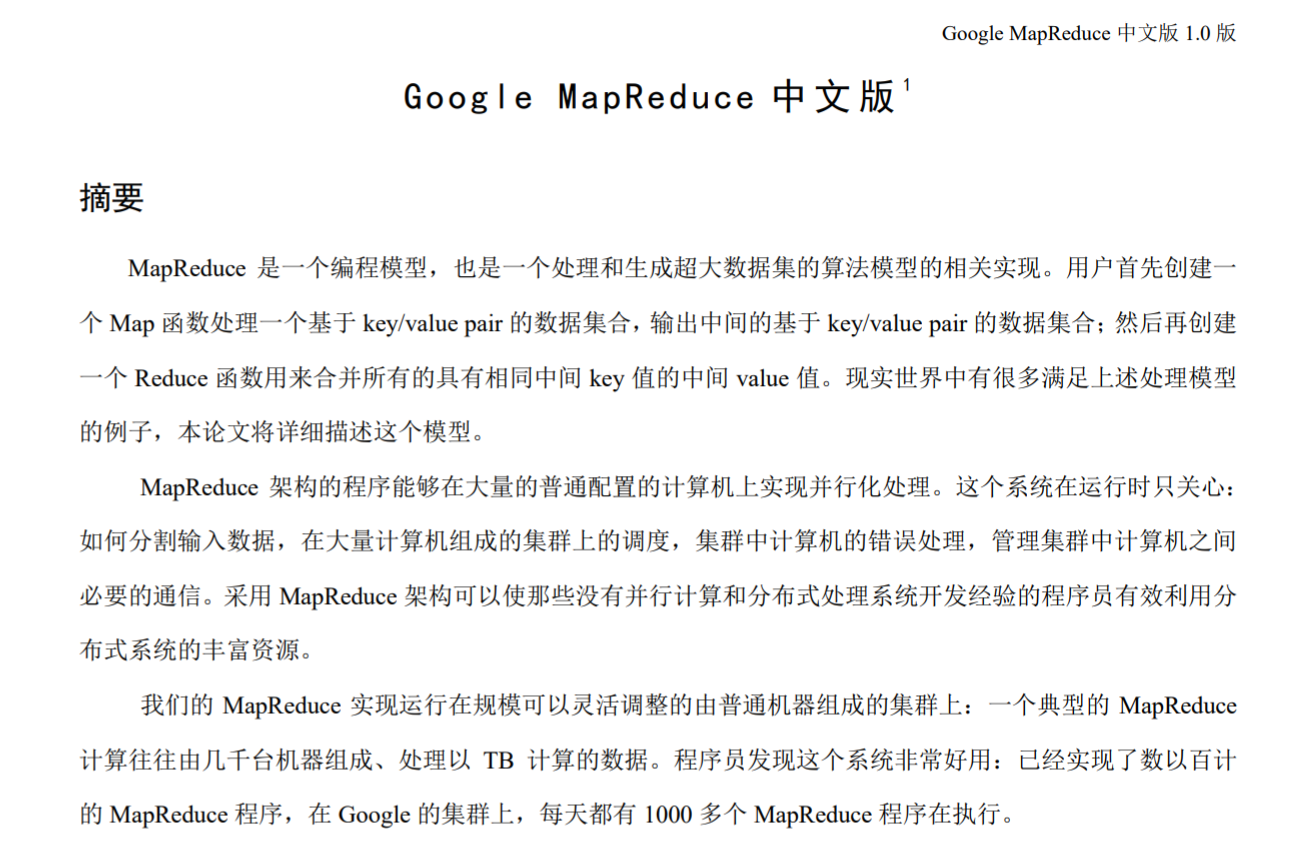 Google MapReduce 中文版 1.0 版
Google MapReduce 中文版1
摘要
MapReduce 是一个编程模型，也是一个处理和生成超大数据集的算法模型的相关实现。用户首先创建一
个 Map 函数处理一个基于 key/value pair 的数据集合，输出中间的基于 key/value pair 的数据集合；然后再创建
一个 Reduce 函数用来合并所有的具有相同中间 key 值的中间 value 值。现实世界中有很多满足上述处理模型
的例子，本论文将详细描述这个模型。
MapReduce 架构的程序能够在大量的普通配置的计算机上实现并行化处理。这个系统在运行时只关心：
如何分割输入数据，在大量计算机组成的集群上的调度，集群中计算机的错误处理，管理集群中计算机之间
必要的通信。采用 MapReduce 架构可以使那些没有并行计算和分布式处理系统开发经验的程序员有效利用分
布式系统的丰富资源。
我们的 MapReduce 实现运行在规模可以灵活调整的由普通机器组成的集群上：一个典型的 MapReduce
计算往往由几千台机器组成、处理以 TB 计算的数据。程序员发现这个系统非常好用：已经实现了数以百计
的 MapReduce 程序，在 Google 的集群上，每天都有 1000 多个 MapReduce 程序在执行。